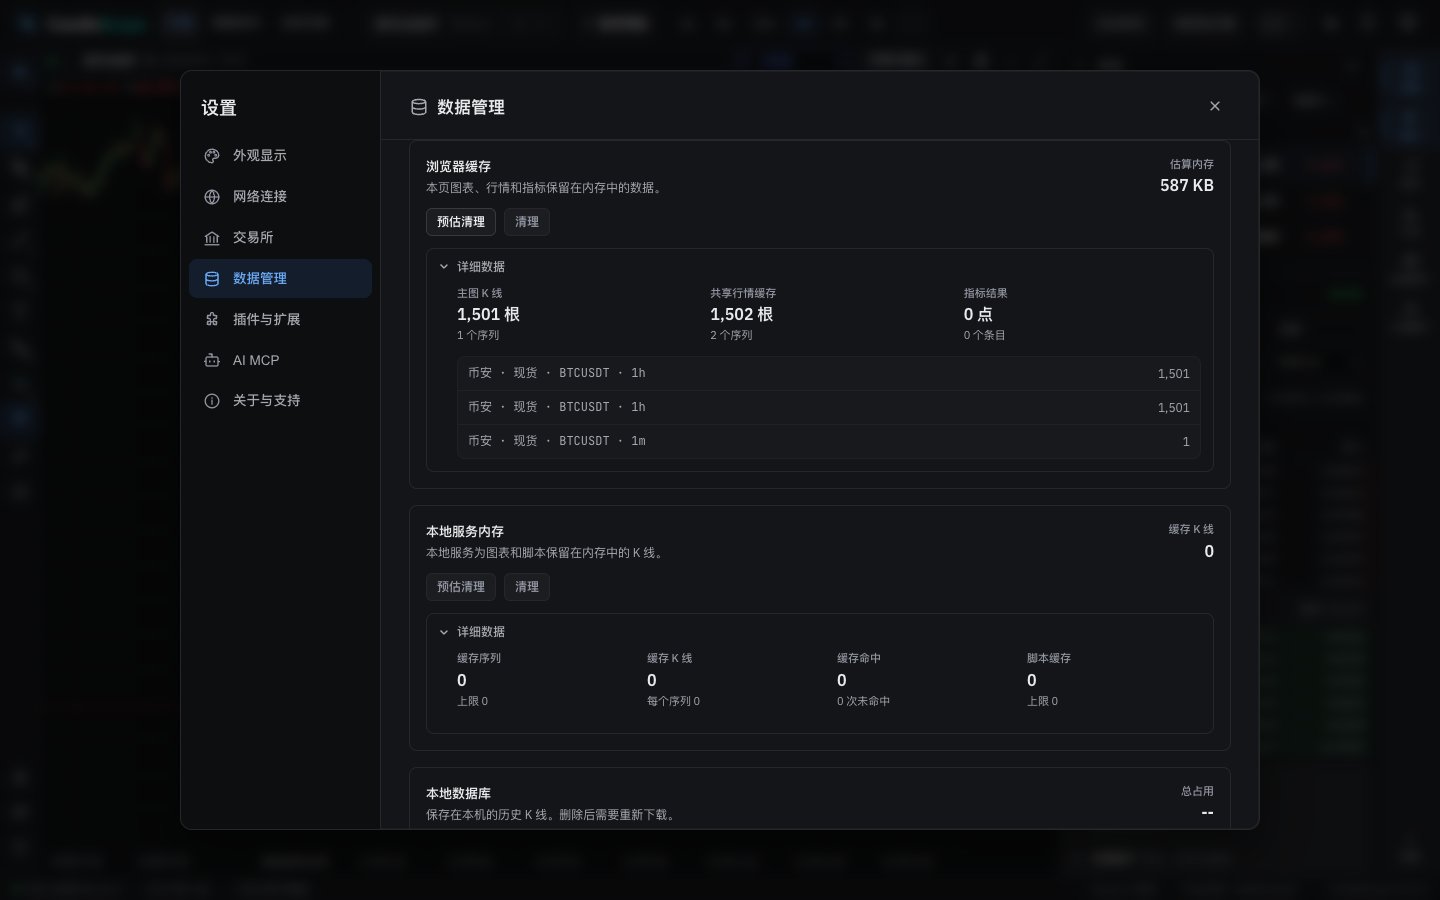 设置
外观显示
网络连接
交易所
数据管理
插件与扩展
AI MCP
关于与支持
数据管理
浏览器缓存
估算内存
本页图表、行情和指标保留在内存中的数据。
587 KB
预估清理 清理
详细数据
主图 K 线 共享行情缓存 指标结果
1,501 根 1,502 根 0 点
1 个序列 2 个序列 0 个条目
币安 · 现货 · BTCUSDT · 1h 1,501
币安 · 现货 · BTCUSDT · 1h 1,501
币安 · 现货 · BTCUSDT · 1m 1
本地服务内存
缓存 K 线
本地服务为图表和脚本保留在内存中的 K 线。
0
预估清理 清理
详细数据
缓存序列 缓存 K 线 缓存命中 脚本缓存
0 0 0 0
上限 0 每个序列 0 0 次未命中 上限 0
本地数据库
总占用
保存在本机的历史 K 线。删除后需要重新下载。
--